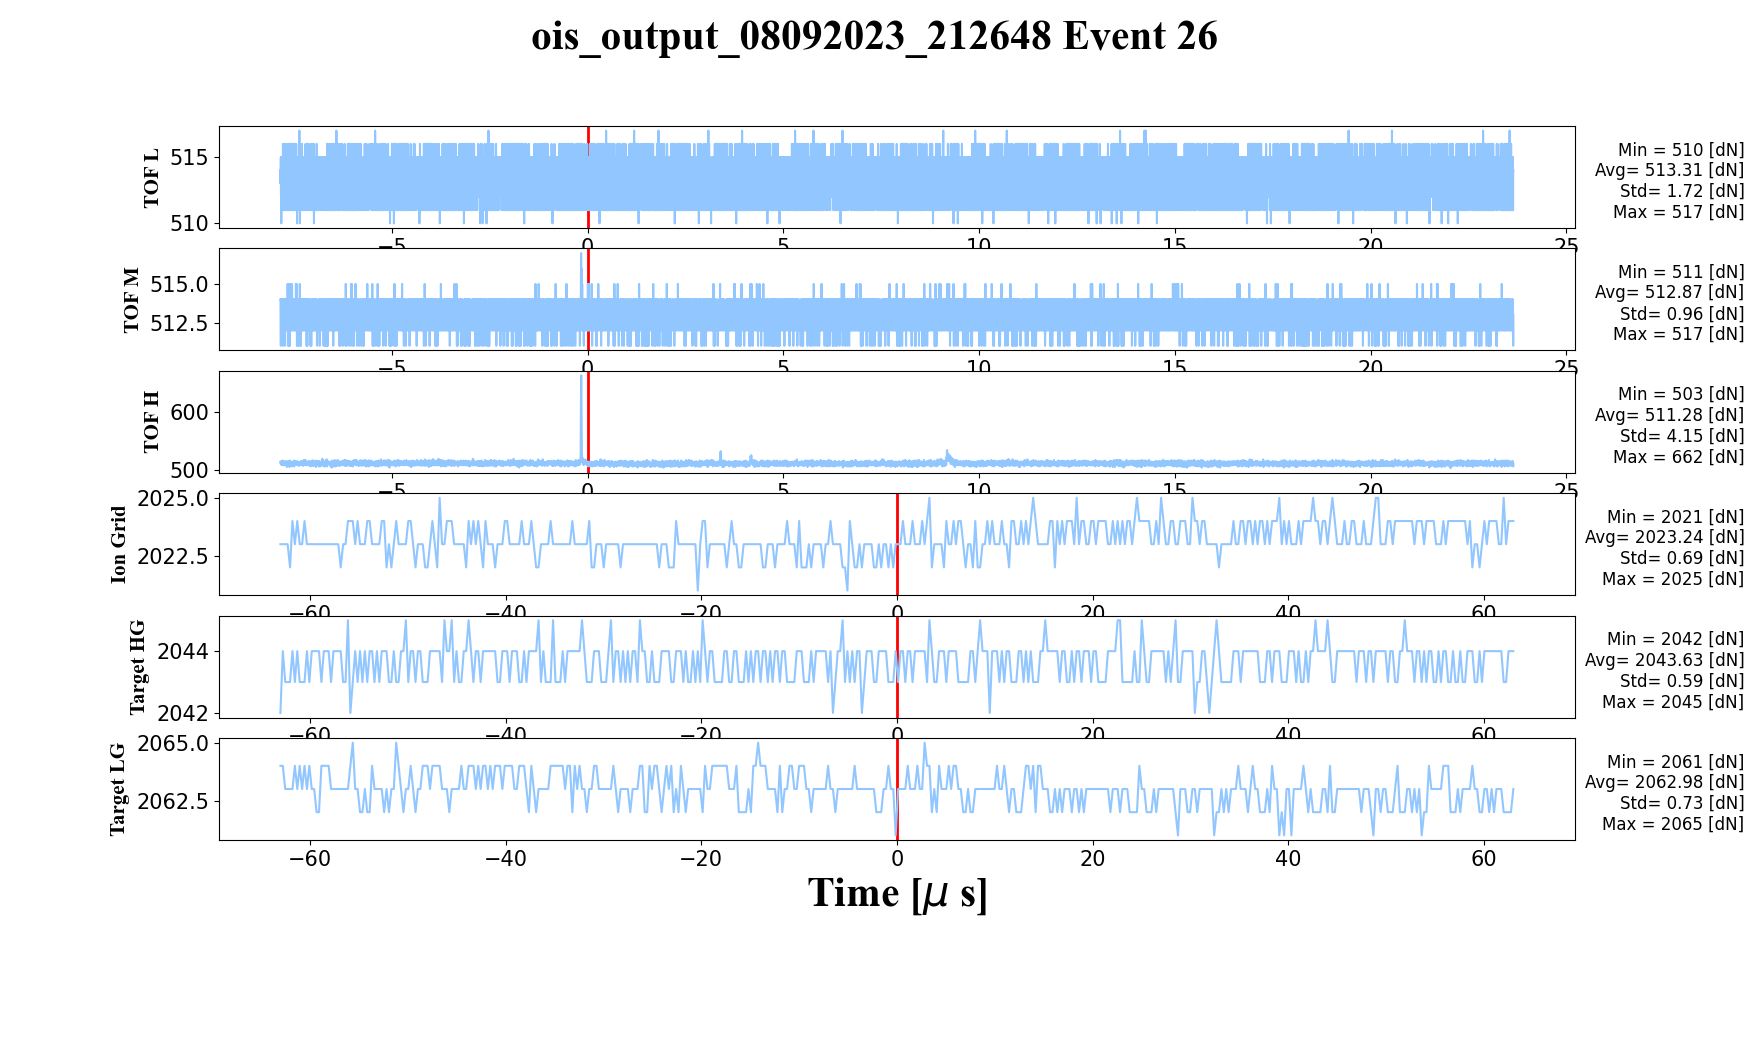 ois_output_08092023_212648 Event 26
TOF L
515
510
−5
0
5
10
15
20
25
Min = 510 [dN]
Avg= 513.31 [dN]
Std= 1.72 [dN]
Max = 517 [dN]
TOF M
515.0
512.5
−5
0
5
10
15
20
25
Min = 511 [dN]
Avg= 512.87 [dN]
Std= 0.96 [dN]
Max = 517 [dN]
TOF H
600
500
−5
0
5
10
15
20
25
Min = 503 [dN]
Avg= 511.28 [dN]
Std= 4.15 [dN]
Max = 662 [dN]
Ion Grid
2025.0
2022.5
−60
−40
−20
0
20
40
60
Min = 2021 [dN]
Avg= 2023.24 [dN]
Std= 0.69 [dN]
Max = 2025 [dN]
Target HG
2044
2042
−60
−40
−20
0
20
40
60
Min = 2042 [dN]
Avg= 2043.63 [dN]
Std= 0.59 [dN]
Max = 2045 [dN]
Target LG
2065.0
2062.5
−60
−40
−20
0
20
40
60
Min = 2061 [dN]
Avg= 2062.98 [dN]
Std= 0.73 [dN]
Max = 2065 [dN]
Time [μ s]